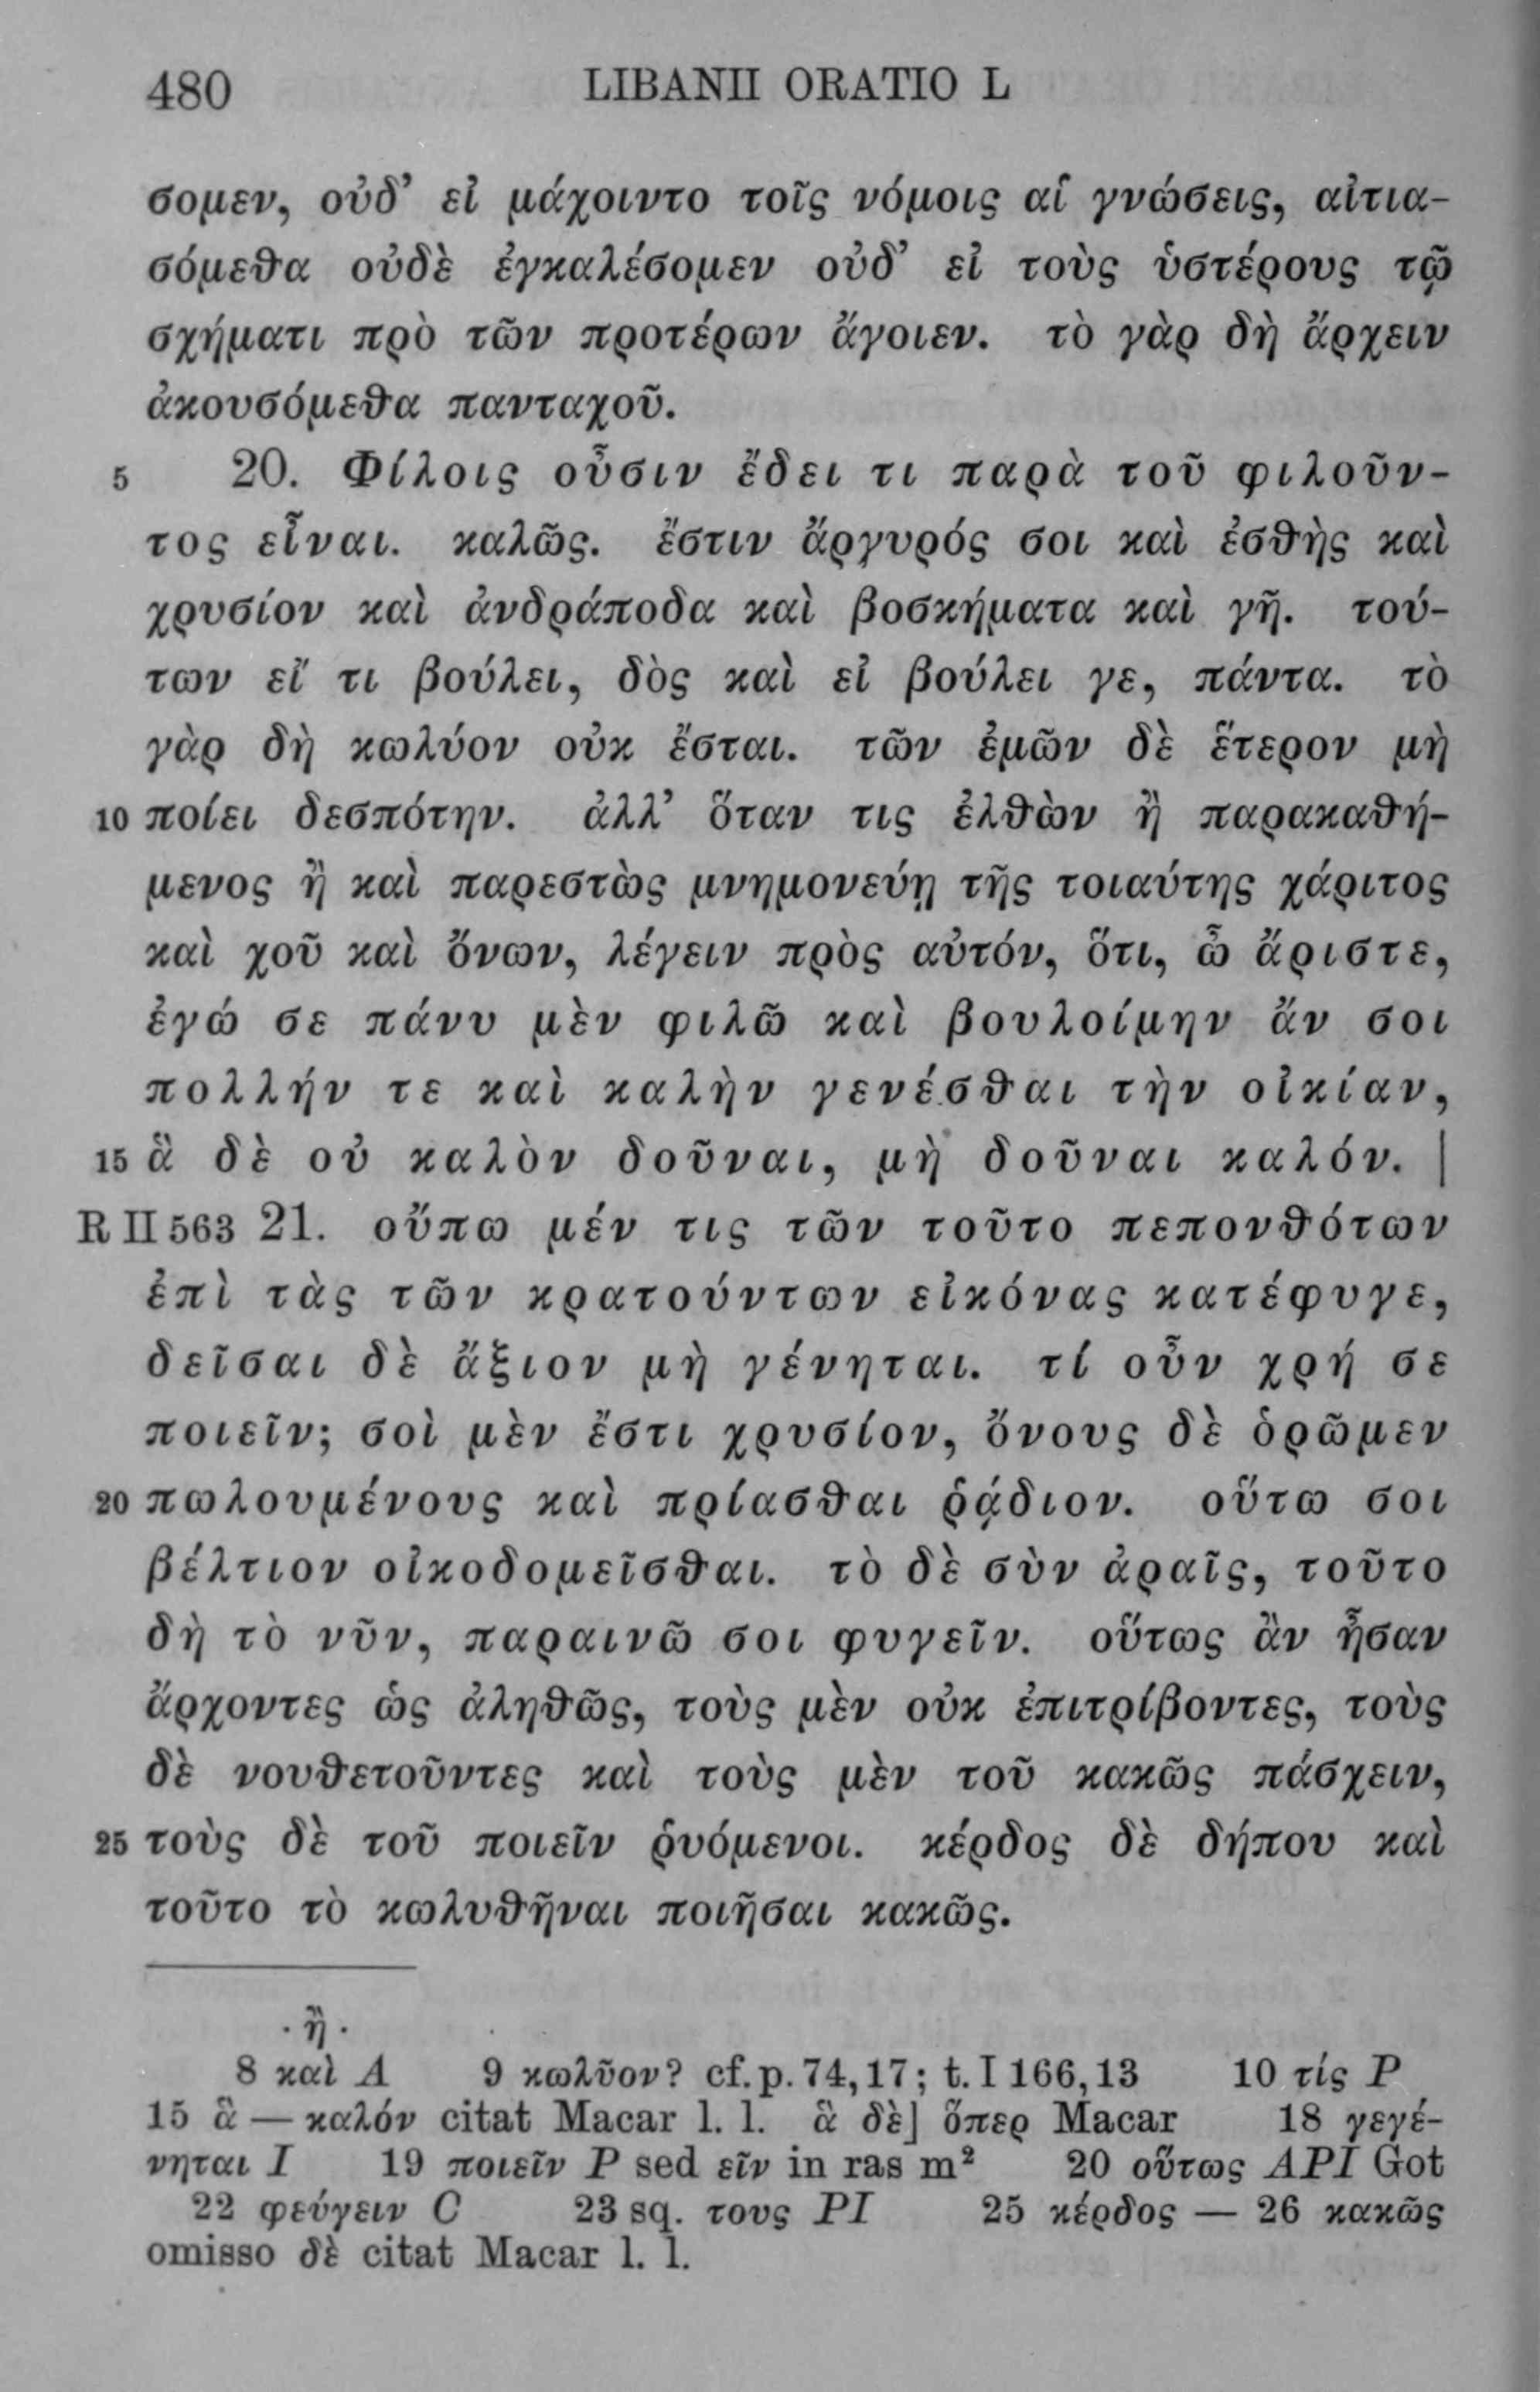 480 LIBANII ORATIO L
σομεν, οὐδ’ εἰ μάχοιντο τοῖς νόμοις αἱ γνώσεις, αἰτια-
σόμεθα οὐδὲ ἐγκαλέσομεν οὐδ’ εἰ τοὺς ὑστέρους τῷ
σχήματι πρὸ τῶν προτέρων ἄγοιεν. τὸ γὰρ δὴ ἄρχειν
ἀκουσόμεθα πανταχοῦ.
5 20. Φίλοις οὖσιν ἔδει τι παρὰ τοῦ φιλοῦν-
τος εἶναι. καλῶς. ἔστιν ἄργυρός σοι καὶ ἐσθὴς καὶ
χρυσίον καὶ ἀνδράποδα καὶ βοσκήματα καὶ γῆ. τού-
των εἴ τι βούλει, δὸς καὶ εἰ βούλει γε, πάντα. τὸ
γὰρ δὴ κωλύον οὐκ ἔσται. τῶν ἐμῶν δὲ ἕτερον μὴ
10 ποίει δεσπότην. ἀλλ’ ὅταν τις ἐλθὼν ἢ παρακαθή-
μενος ἢ καὶ παρεστὼς μνημονεύῃ τῆς τοιαύτης χάριτος
καὶ χοῦ καὶ ὄνων, λέγειν πρὸς αὐτόν, ὅτι, ὦ ἄριστε,
ἐγώ σε πάνυ μὲν φιλῶ καὶ βουλοίμην ἄν σοι
πολλήν τε καὶ καλὴν γενέσθαι τὴν οἰκίαν,
15 ἃ δὲ οὐ καλὸν δοῦναι, μὴ δοῦναι καλόν. |
R II 563 21. οὔπω μέν τις τῶν τοῦτο πεπονθότων
ἐπὶ τὰς τῶν κρατούντων εἰκόνας κατέφυγε,
δεῖσαι δὲ ἄξιον μὴ γένηται. τί οὖν χρή σε
ποιεῖν; σοὶ μὲν ἔστι χρυσίον, ὄνους δὲ ὁρῶμεν
20 πωλουμένους καὶ πρίασθαι ῥᾴδιον. οὕτω σοι
βέλτιον οἰκοδομεῖσθαι. τὸ δὲ σὺν ἀραῖς, τοῦτο
δὴ τὸ νῦν, παραινῶ σοι φυγεῖν. οὕτως ἂν ἦσαν
ἄρχοντες ὡς ἀληθῶς, τοὺς μὲν οὐκ ἐπιτρίβοντες, τοὺς
δὲ νουθετοῦντες καὶ τοὺς μὲν τοῦ κακῶς πάσχειν,
25 τοὺς δὲ τοῦ ποιεῖν ῥυόμενοι. κέρδος δὲ δήπου καὶ
τοῦτο τὸ κωλυθῆναι ποιῆσαι κακῶς.
·ἢ·
8 καὶ A 9 κωλῦον? cf. p. 74,17; t. I 166,13 10 τίς P
15 ἃ — καλόν citat Macar l. l. ἃ δὲ] ὅπερ Macar 18 γεγέ-
νηται I 19 ποιεῖν P sed εῖν in ras m² 20 οὕτως API Got
22 φεύγειν C 23 sq. τους PI 25 κέρδος — 26 κακῶς
omisso δὲ citat Macar l. l.